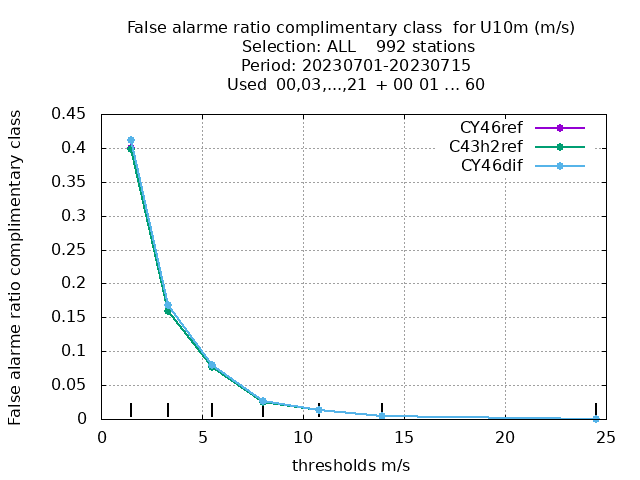 False alarme ratio complimentary class  for U10m (m/s)
Selection: ALL    992 stations
Period: 20230701-20230715
Used  00,03,...,21  + 00 01 ... 60
False alarme ratio complimentary class
0.45
0.4
0.35
0.3
0.25
0.2
0.15
0.1
0.05
0
CY46ref
C43h2ref
CY46dif
0 5 10 15 20 25
thresholds m/s